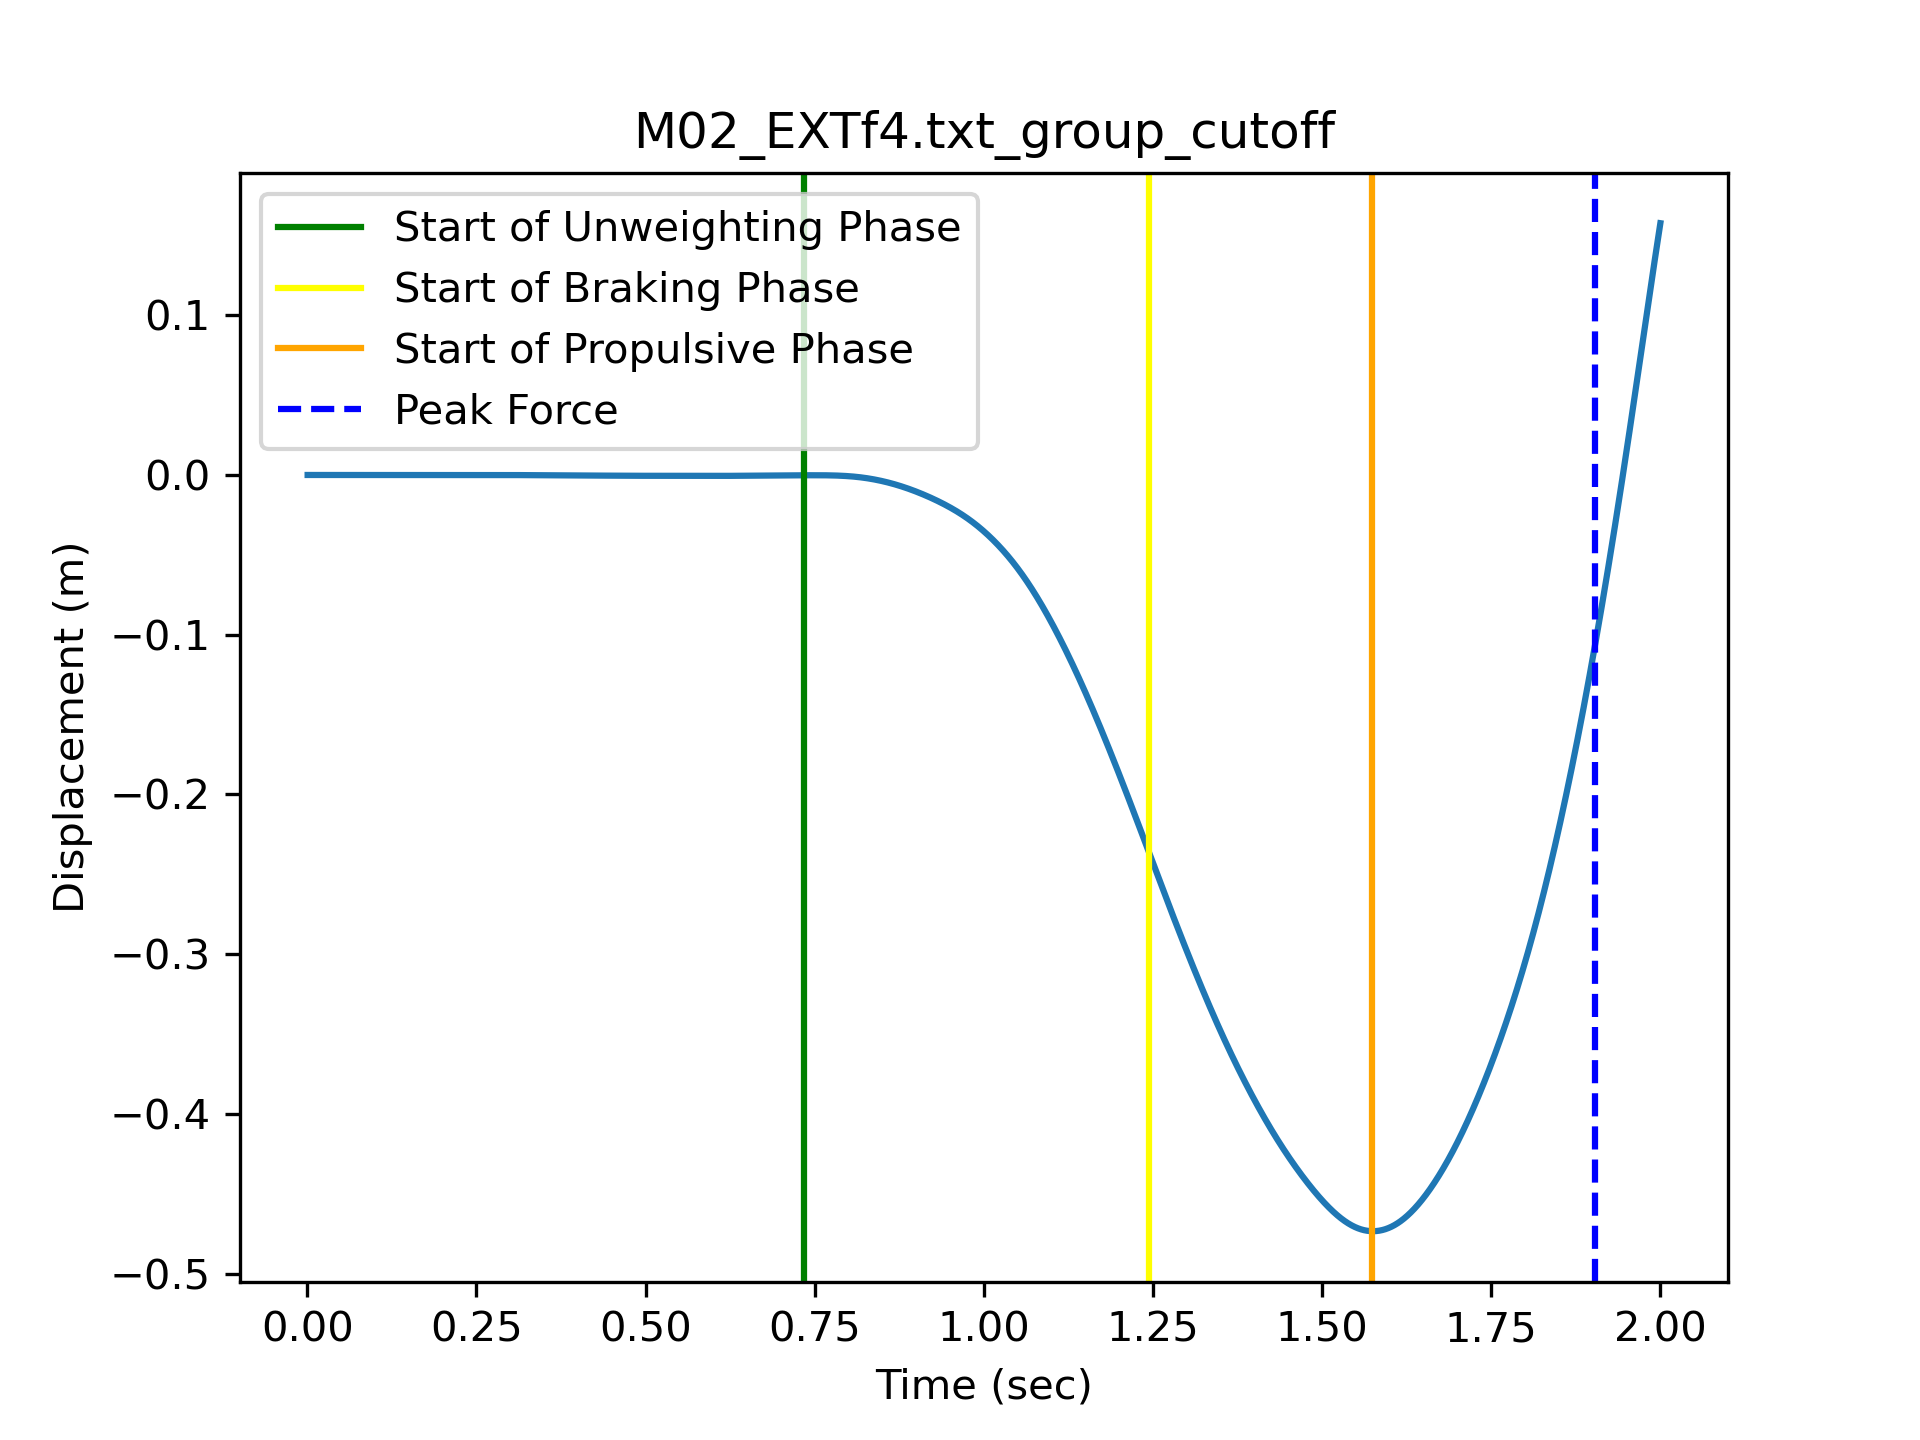 M02_EXTf4.txt_group_cutoff
Start of Unweighting Phase
Start of Braking Phase
Start of Propulsive Phase
Peak Force
0.1
0.0
−0.1
−0.2
−0.3
−0.4
−0.5
Displacement (m)
0.00 0.25 0.50 0.75 1.00 1.25 1.50 1.75 2.00
Time (sec)